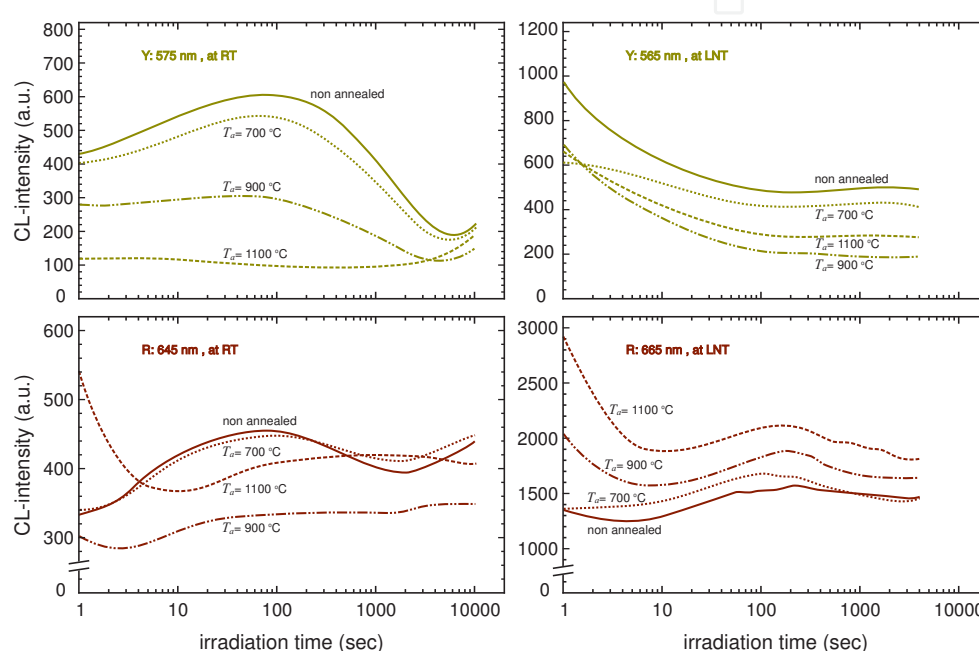 Y: 575 nm , at RT
CL-intensity (a.u.)
800
700
600
500
400
300
200
100
0
non annealed
Ta= 700 °C
Ta= 900 °C
Ta= 1100 °C
Y: 565 nm , at LNT
1200
1000
800
600
400
200
0
non annealed
Ta= 700 °C
Ta= 1100 °C
Ta= 900 °C
R: 645 nm , at RT
CL-intensity (a.u.)
600
500
400
300
0
non annealed
Ta= 700 °C
Ta= 1100 °C
Ta= 900 °C
1 10 100 1000 10000
irradiation time (sec)
R: 665 nm , at LNT
3000
2500
2000
1500
1000
0
Ta= 1100 °C
Ta= 900 °C
Ta= 700 °C
non annealed
1 10 100 1000 10000
irradiation time (sec)